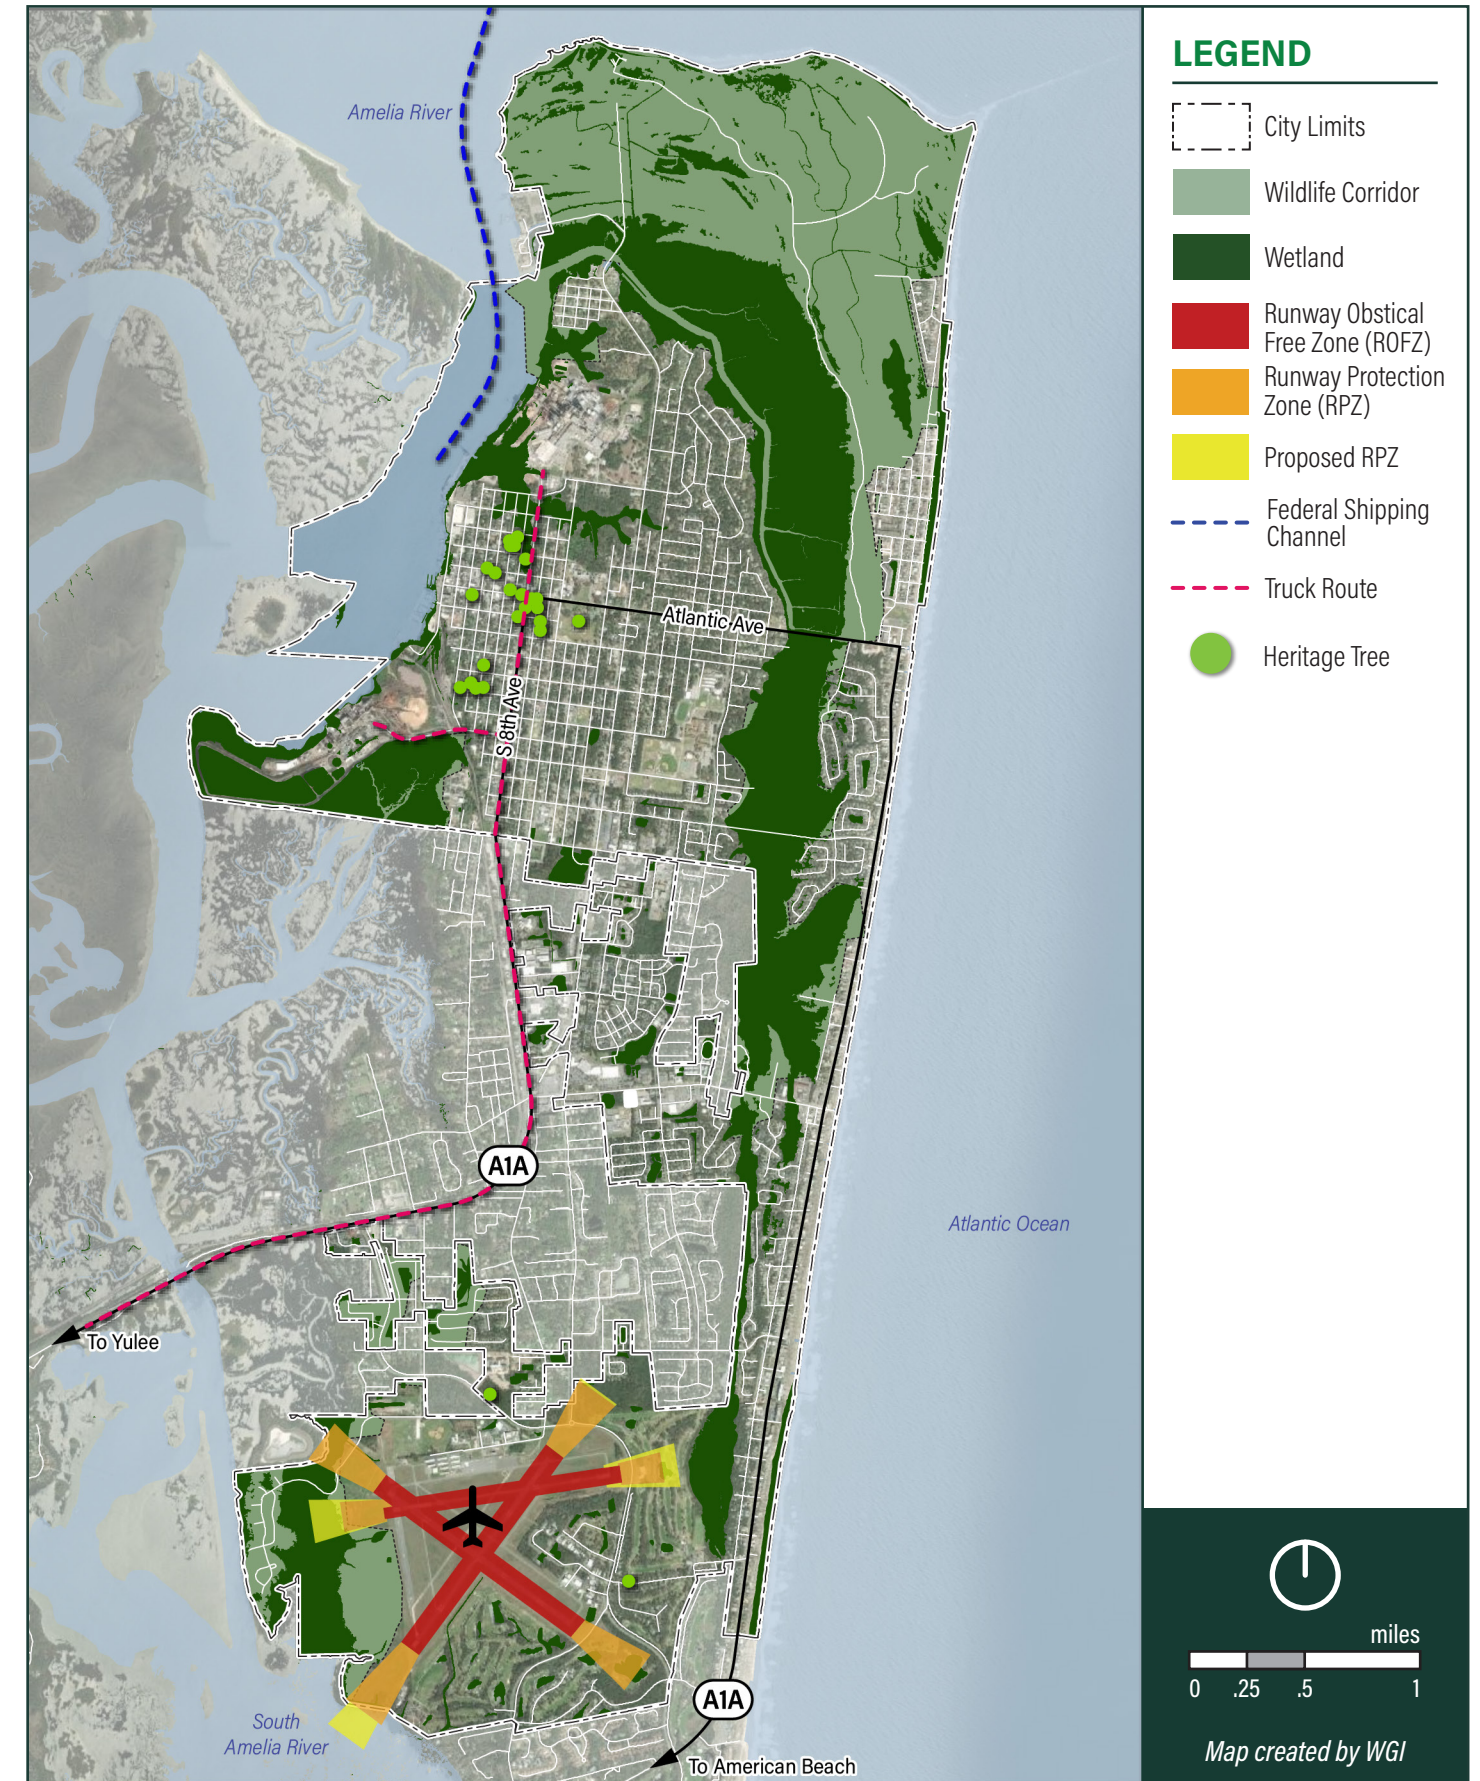 Amelia River
Atlantic Ave
S 8th Ave
A1A
Atlantic Ocean
To Yulee
South
Amelia River
A1A
To American Beach
LEGEND
City Limits
Wildlife Corridor
Wetland
Runway Obstical
Free Zone (ROFZ)
Runway Protection
Zone (RPZ)
Proposed RPZ
Federal Shipping
Channel
Truck Route
Heritage Tree
miles
0 .25 .5 1
Map created by WGI